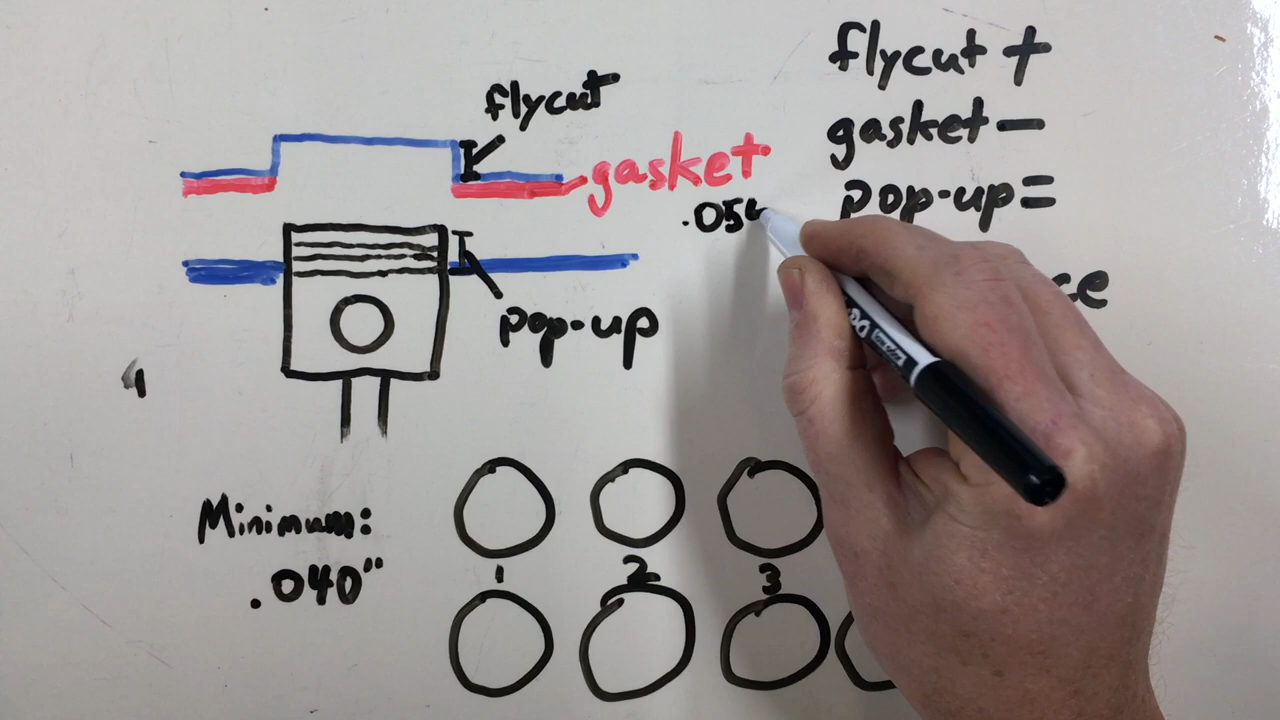 flycut
gasket
pop-up
flycut +
gasket −
pop-up =
Minimum:
.040"
1
2
3